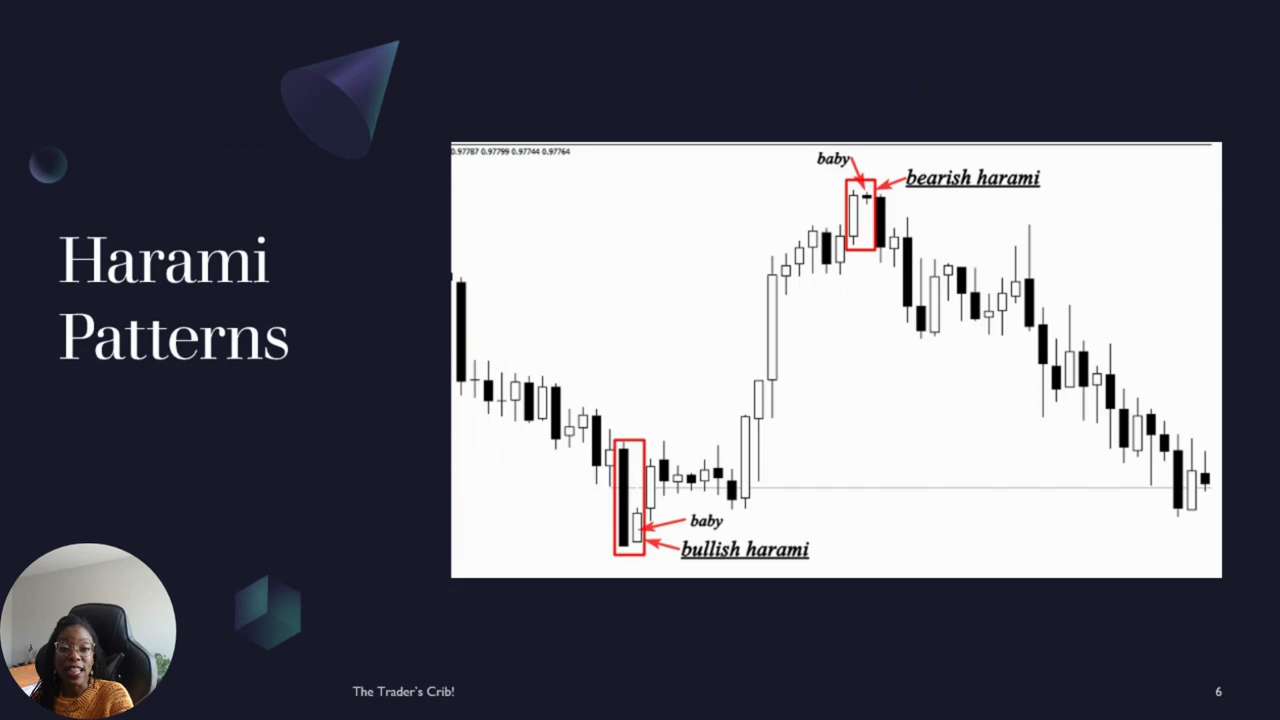 Harami
Patterns
0.97787 0.97799 0.97744 0.97764
baby
bearish harami
baby
bullish harami
The Trader's Crib!
6